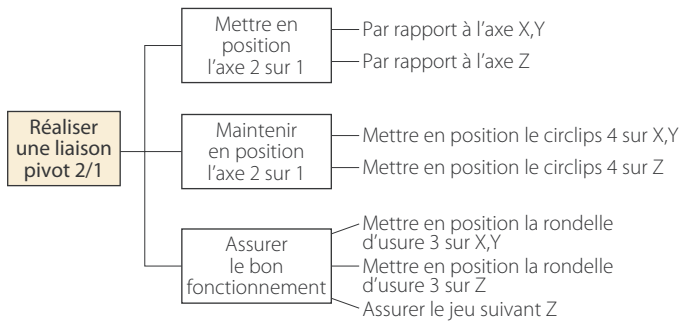 Mettre en
position
l'axe 2 sur 1
Par rapport à l'axe X,Y
Par rapport à l'axe Z
Réaliser
une liaison
pivot 2/1
Maintenir
en position
l'axe 2 sur 1
Mettre en position le circlips 4 sur X,Y
Mettre en position le circlips 4 sur Z
Assurer
le bon
fonctionnement
Mettre en position la rondelle
d'usure 3 sur X,Y
Mettre en position la rondelle
d'usure 3 sur Z
Assurer le jeu suivant Z